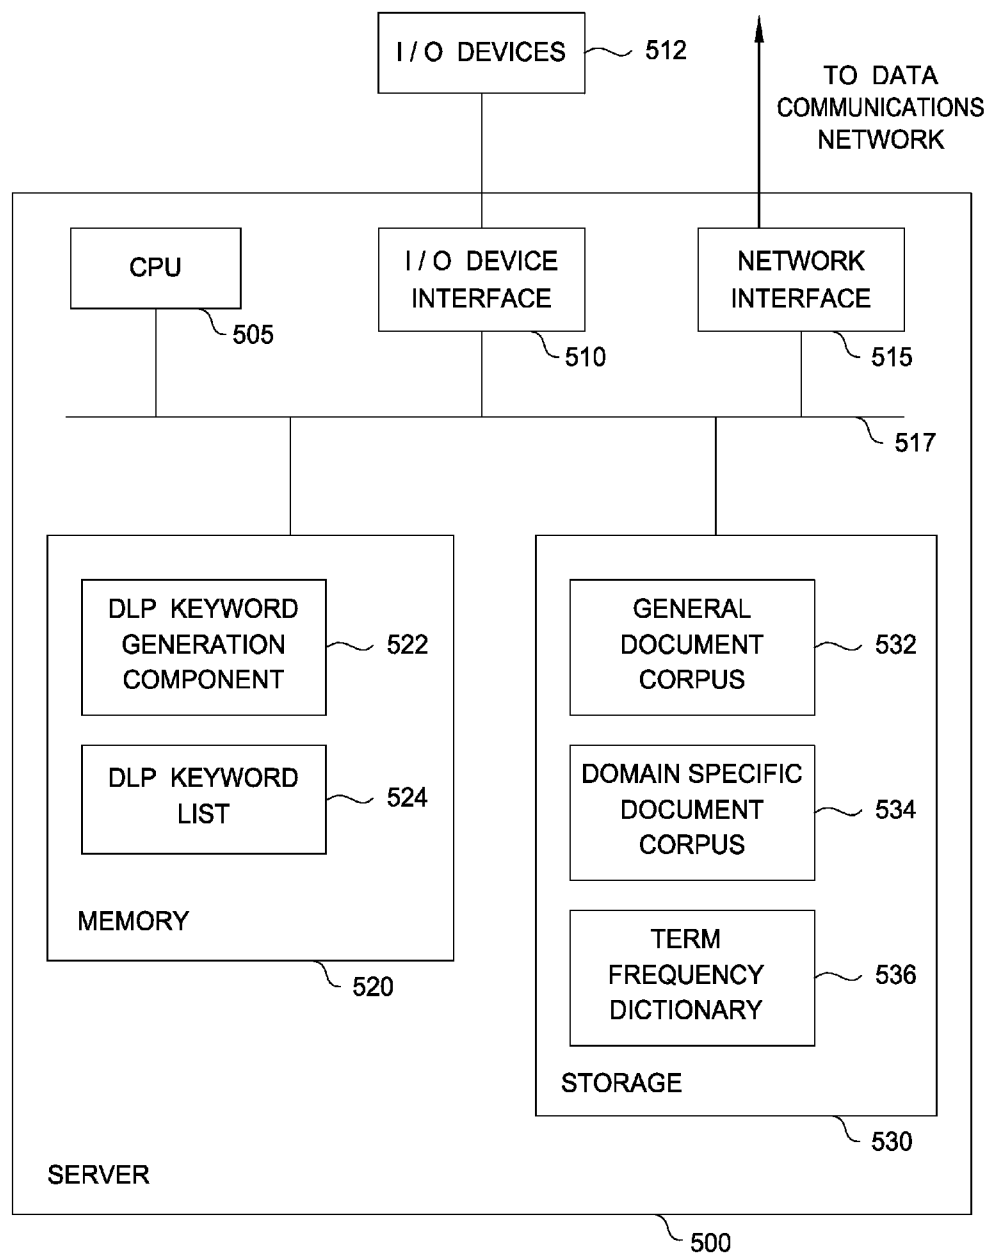 I / O DEVICES
512
TO DATA
COMMUNICATIONS
NETWORK
CPU
505
I / O DEVICE
INTERFACE
510
NETWORK
INTERFACE
515
517
DLP KEYWORD
GENERATION
COMPONENT
522
DLP KEYWORD
LIST
524
MEMORY
520
GENERAL
DOCUMENT
CORPUS
532
DOMAIN SPECIFIC
DOCUMENT
CORPUS
534
TERM
FREQUENCY
DICTIONARY
536
STORAGE
530
SERVER
500